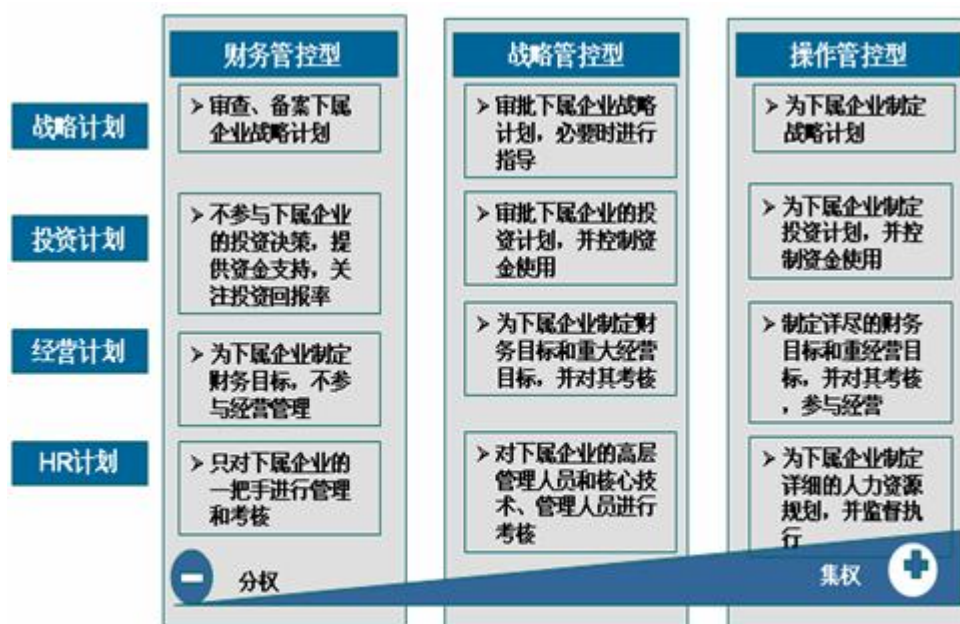 财务管控型
战略管控型
操作管控型
战略计划
➢审查、备案下属
企业战略计划
➢审批下属企业战略
计划，必要时进行
指导
➢为下属企业制定
战略计划
投资计划
➢不参与下属企业
的投资决策，提
供资金支持，关
注投资回报率
➢审批下属企业的投
资计划，并控制资
金使用
➢为下属企业制定
投资计划，并控
制资金使用
经营计划
➢为下属企业制定
财务目标，不参
与经营管理
➢为下属企业制定财
务目标和重大经营
目标，并对其考核
➢制定详尽的财务
目标和重经营目
标，并对其考核
，参与经营
HR计划
➢只对下属企业的
一把手进行管理
和考核
➢对下属企业的高层
管理人员和核心技
术、管理人员进行
考核
➢为下属企业制定
详细的人力资源
规划，并监督执
行
分权
集权